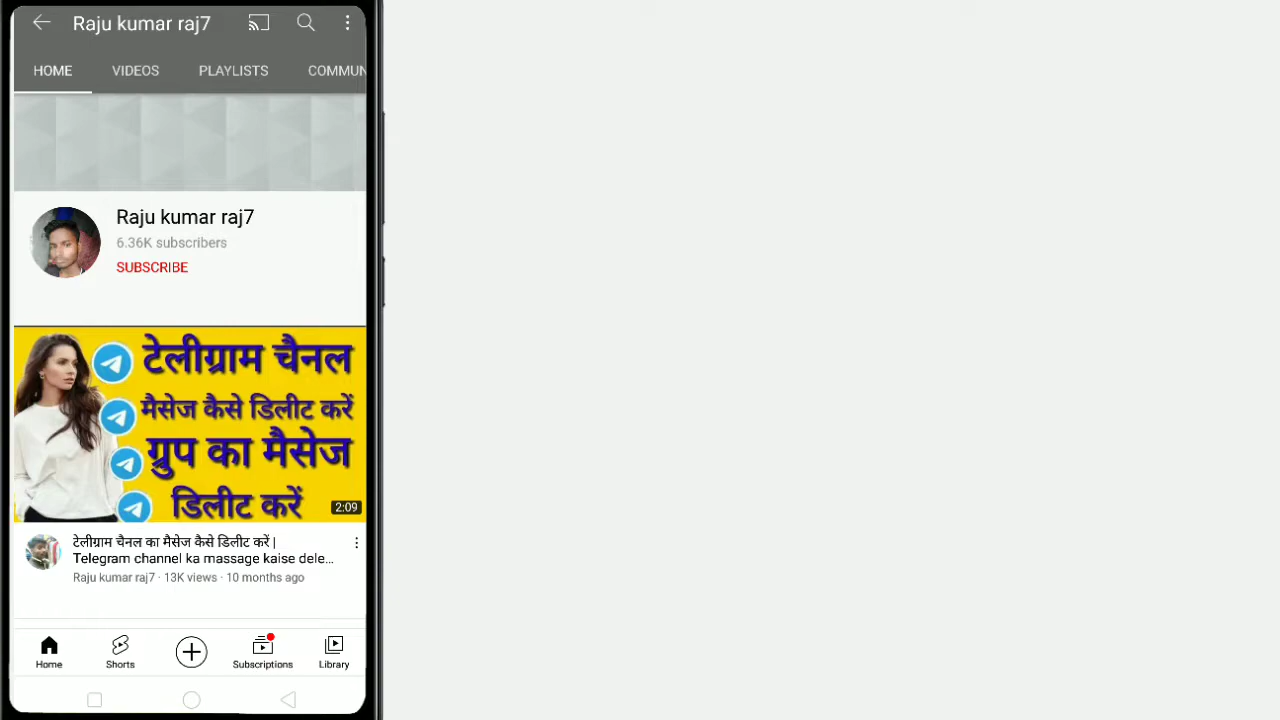 Raju kumar raj7
HOME VIDEOS PLAYLISTS COMMUN
Raju kumar raj7
6.36K subscribers
SUBSCRIBE
टेलीग्राम चैनल
मैसेज कैसे डिलीट करें
ग्रुप का मैसेज
डिलीट करें
2:09
टेलीग्राम चैनल का मैसेज कैसे डिलीट करें |
Telegram channel ka massage kaise dele...
Raju kumar raj7 · 13K views · 10 months ago
Home Shorts Subscriptions Library